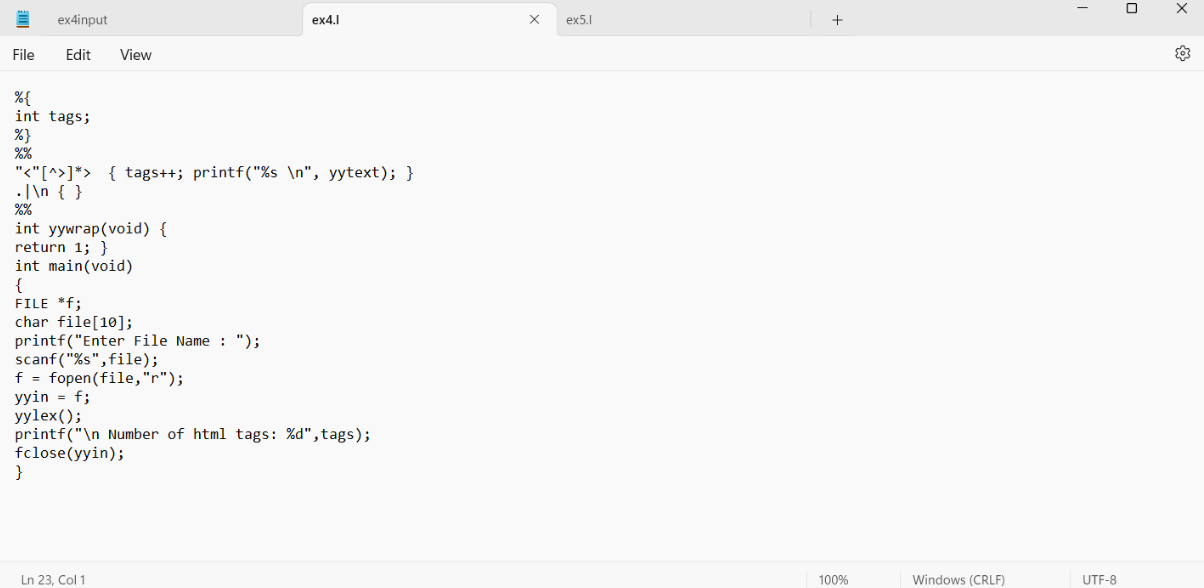 ex4input
ex4.l
ex5.l
File Edit View
%{
int tags;
%}
%%
"<"[^>]*>  { tags++; printf("%s \n", yytext); }
.|\n { }
%%
int yywrap(void) {
return 1; }
int main(void)
{
FILE *f;
char file[10];
printf("Enter File Name : ");
scanf("%s",file);
f = fopen(file,"r");
yyin = f;
yylex();
printf("\n Number of html tags: %d",tags);
fclose(yyin);
}
Ln 23, Col 1
100%
Windows (CRLF)
UTF-8